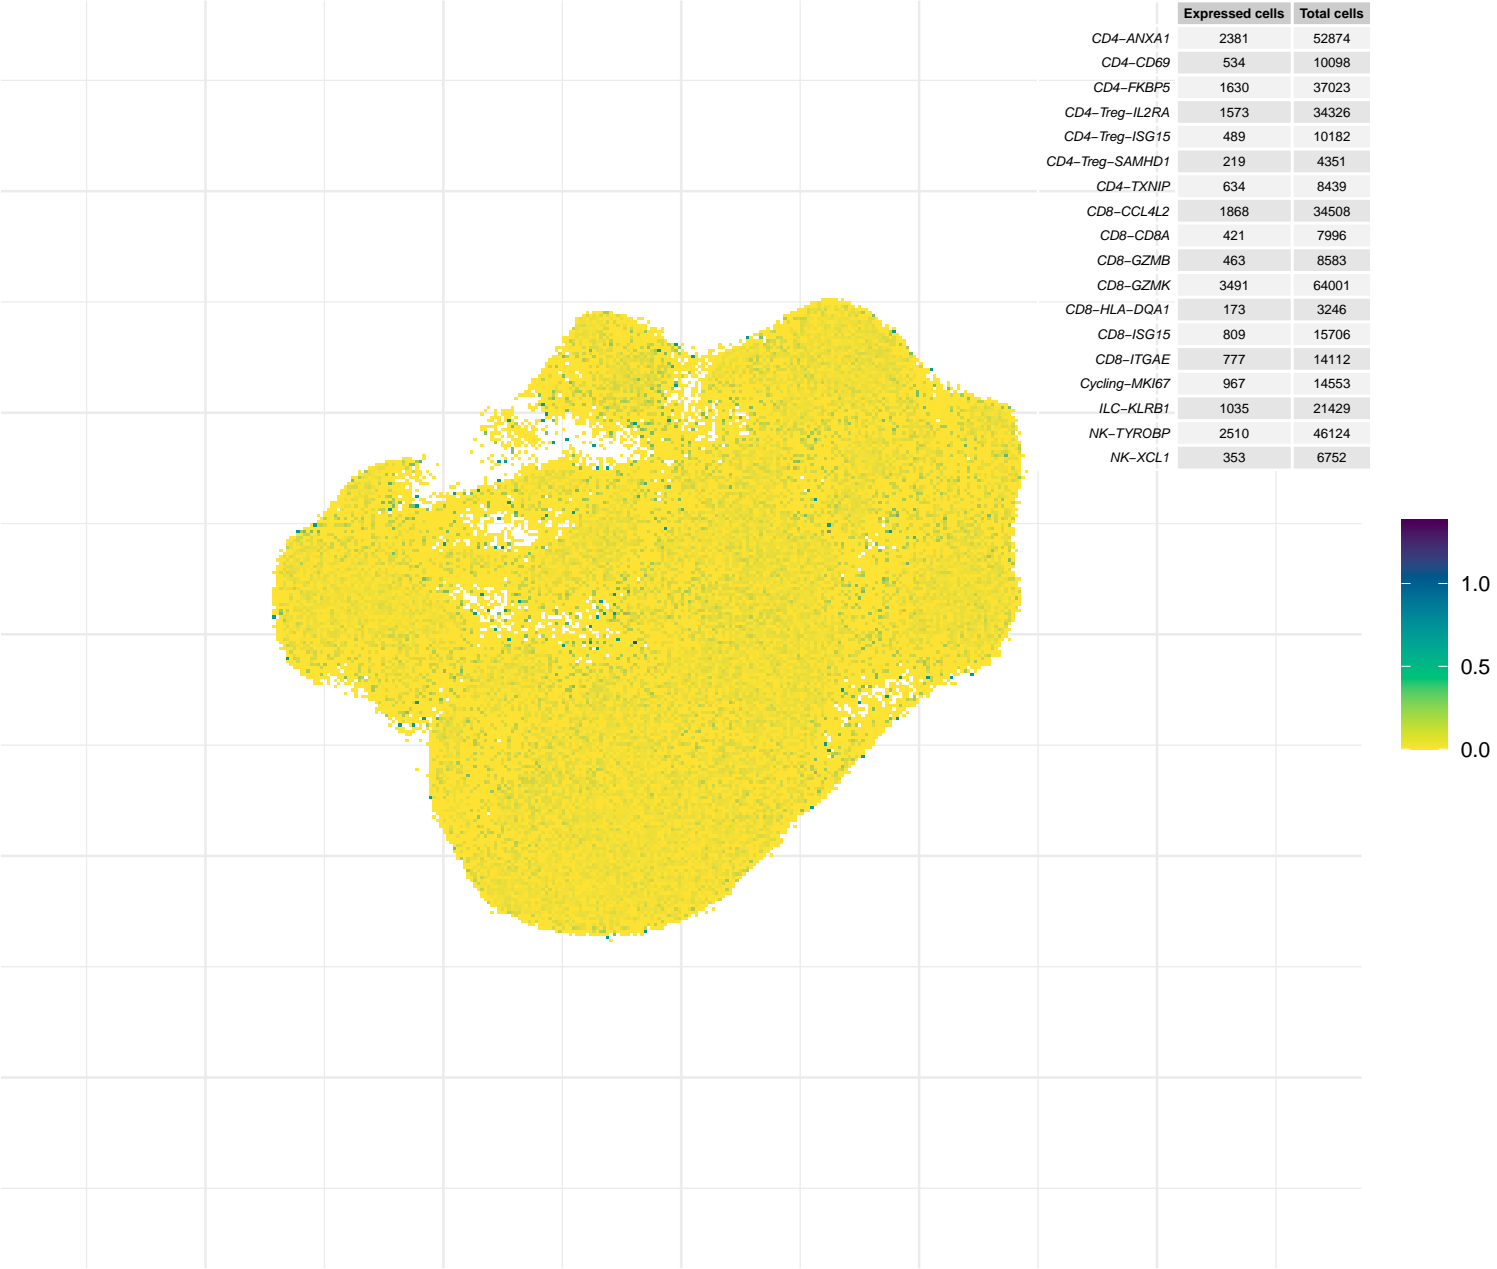 Expressed cells Total cells
CD4−ANXA1 2381 52874
CD4−CD69 534 10098
CD4−FKBP5 1630 37023
CD4−Treg−IL2RA 1573 34326
CD4−Treg−ISG15 489 10182
CD4−Treg−SAMHD1 219 4351
CD4−TXNIP 634 8439
CD8−CCL4L2 1868 34508
CD8−CD8A 421 7996
CD8−GZMB 463 8583
CD8−GZMK 3491 64001
CD8−HLA−DQA1 173 3246
CD8−ISG15 809 15706
CD8−ITGAE 777 14112
Cycling−MKI67 967 14553
ILC−KLRB1 1035 21429
NK−TYROBP 2510 46124
NK−XCL1 353 6752
1.0
0.5
0.0